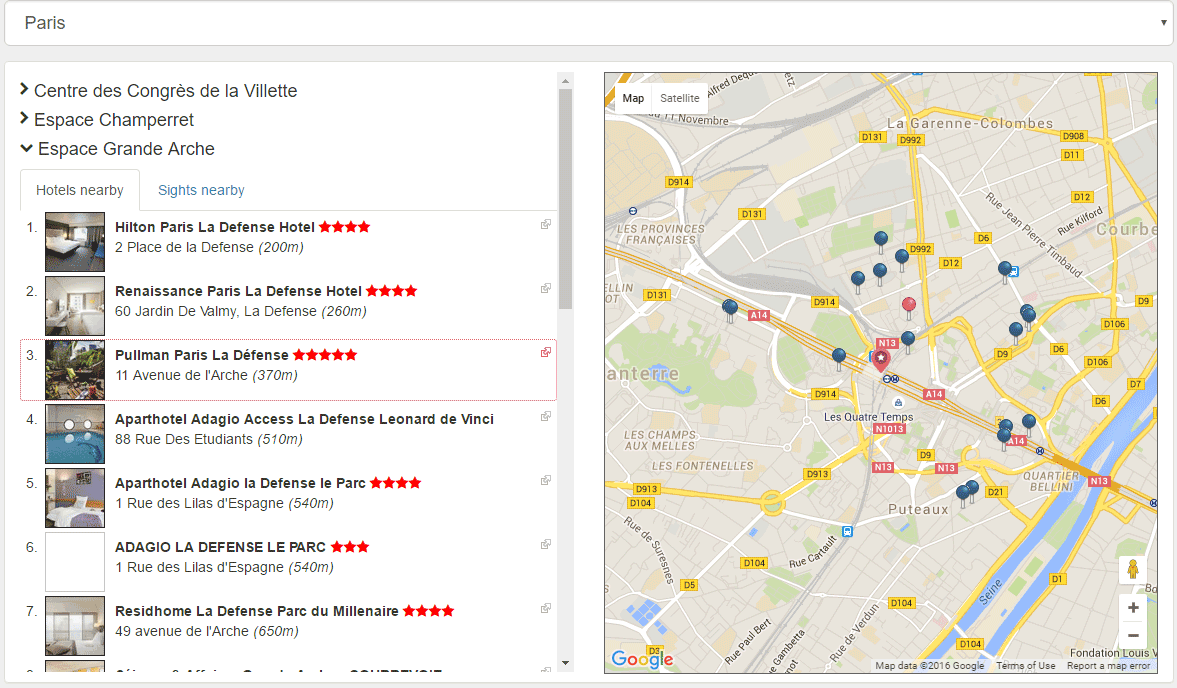 Paris
Centre des Congrès de la Villette
Espace Champerret
Espace Grande Arche
Hotels nearby
Sights nearby
1. Hilton Paris La Defense Hotel
2 Place de la Defense (200m)
2. Renaissance Paris La Defense Hotel
60 Jardin De Valmy, La Defense (260m)
3. Pullman Paris La Défense
11 Avenue de l'Arche (370m)
4. Aparthotel Adagio Access La Defense Leonard de Vinci
88 Rue Des Etudiants (510m)
5. Aparthotel Adagio la Defense le Parc
1 Rue des Lilas d'Espagne (540m)
6. ADAGIO LA DEFENSE LE PARC
1 Rue des Lilas d'Espagne (540m)
7. Residhome La Defense Parc du Millenaire
49 avenue de l'Arche (650m)
Map
Satellite
Alfred Dequ
du 11 Novembre
La Garenne-Colombes
D131
D992
D908
D11
D914
D12
D131
Rue Jean Pierre Timbaud
Rue Kilford
Courbe
LES PROVINCES
FRANÇAISES
D992
D6
D12
D131
D914
D9
A14
D106
N13
D9
D6
D106
anterre
D7
D914
A14
D6
Les Quatre Temps
N1013
LES CHAMPS
AUX MELLES
A14
D9
LES FONTENELLES
N13
N13
D913
QUARTIER
BELLINI
N13
D913
D104
D21
Puteaux
Rue de Suresnes
Rue Cartault
D104
D5
D1
Seine
D104
Rue Paul Bert
Rue Gambetta
Rue de Verdun
D3
D104
Fondation Louis V
Google
Map data ©2016 Google
Terms of Use
Report a map error